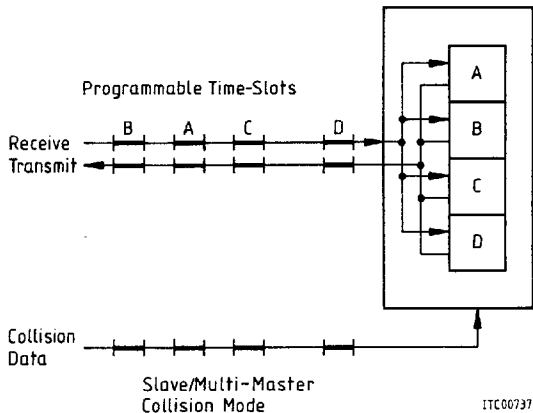 Programmable Time-Slots
B A C D
Receive
Transmit
A
B
C
D
Collision
Data
Slave/Multi-Master
Collision Mode
ITC00737